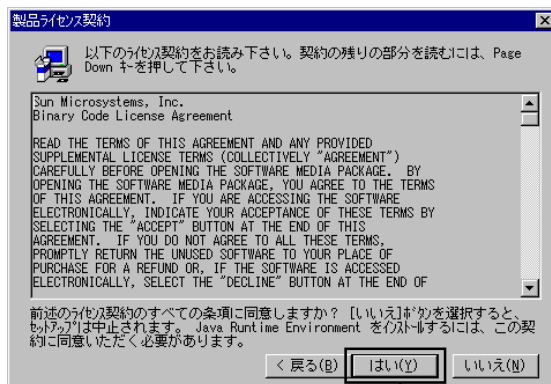 製品ライセンス契約
以下のライセンス契約をお読み下さい。契約の残りの部分を読むには、Page
Down キーを押して下さい。
Sun Microsystems, Inc.
Binary Code License Agreement
READ THE TERMS OF THIS AGREEMENT AND ANY PROVIDED
SUPPLEMENTAL LICENSE TERMS (COLLECTIVELY "AGREEMENT")
CAREFULLY BEFORE OPENING THE SOFTWARE MEDIA PACKAGE.  BY
OPENING THE SOFTWARE MEDIA PACKAGE, YOU AGREE TO THE TERMS
OF THIS AGREEMENT.  IF YOU ARE ACCESSING THE SOFTWARE
ELECTRONICALLY, INDICATE YOUR ACCEPTANCE OF THESE TERMS BY
SELECTING THE "ACCEPT" BUTTON AT THE END OF THIS
AGREEMENT.  IF YOU DO NOT AGREE TO ALL THESE TERMS,
PROMPTLY RETURN THE UNUSED SOFTWARE TO YOUR PLACE OF
PURCHASE FOR A REFUND OR, IF THE SOFTWARE IS ACCESSED
ELECTRONICALLY, SELECT THE "DECLINE" BUTTON AT THE END OF
前述のライセンス契約のすべての条項に同意しますか？ [いいえ]ボタンを選択すると、
セットアップは中止されます。 Java Runtime Environment をインストールするには、この契
約に同意いただく必要があります。
< 戻る(B)
はい(Y)
いいえ(N)